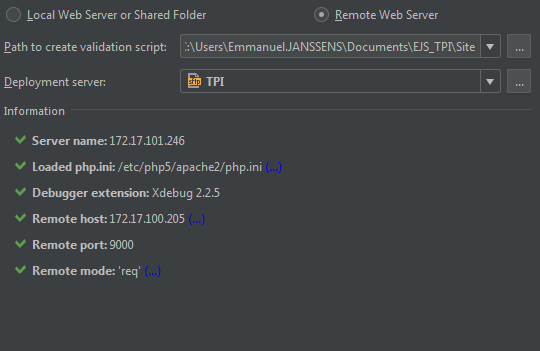 Local Web Server or Shared Folder Remote Web Server
Path to create validation script: :\Users\Emmanuel.JANSSENS\Documents\EJS_TPI\Site ...
Deployment server: sftp TPI ...
Information
Server name: 172.17.101.246
Loaded php.ini: /etc/php5/apache2/php.ini (...)
Debugger extension: Xdebug 2.2.5
Remote host: 172.17.100.205 (...)
Remote port: 9000
Remote mode: 'req' (...)